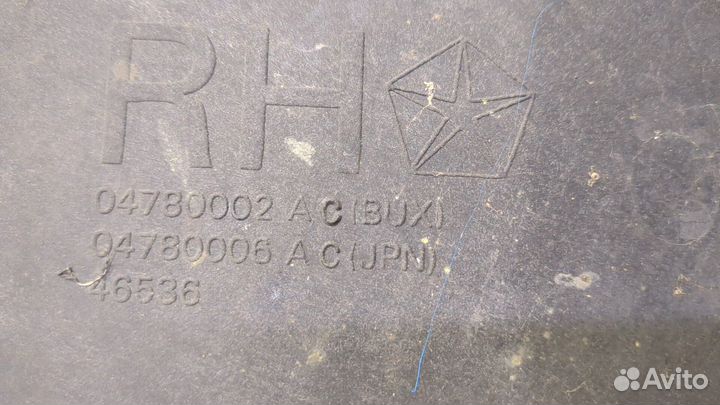 RH
04780002 AC (BUX)
04780006 AC (JPN)
46536
Avito